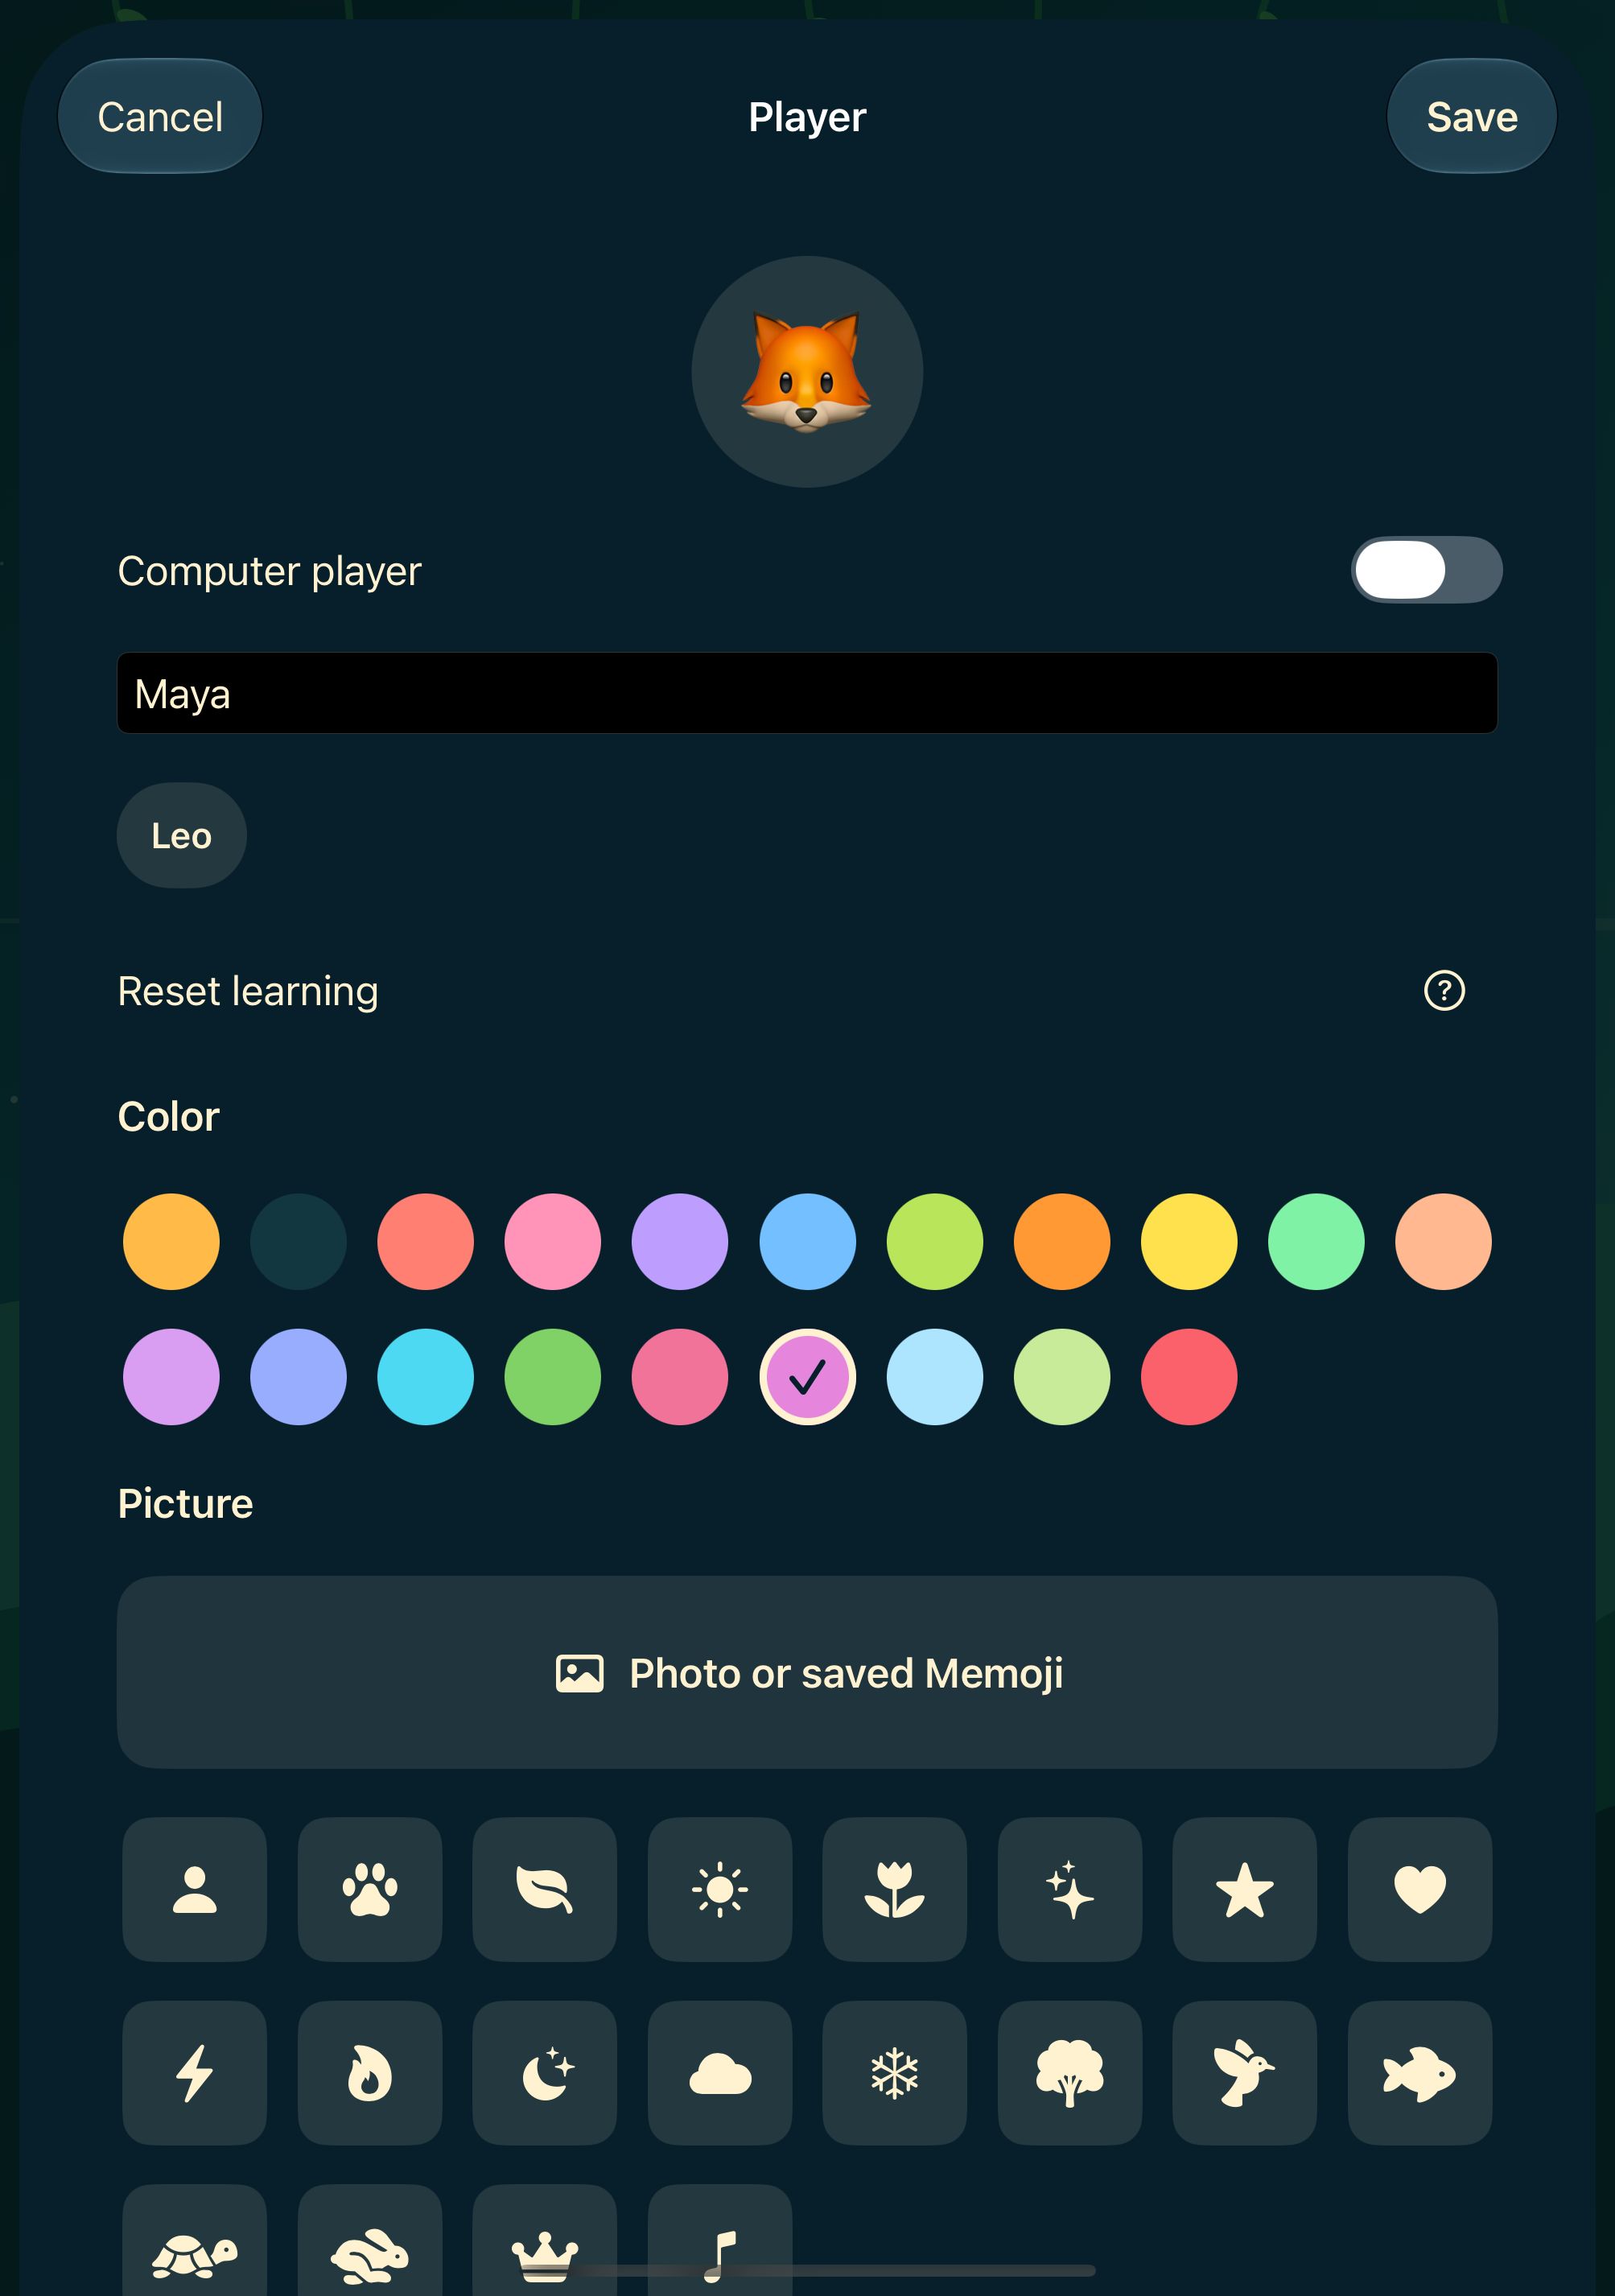 Cancel
Player
Save
Computer player
Maya
Leo
Reset learning
?
Color
Picture
Photo or saved Memoji